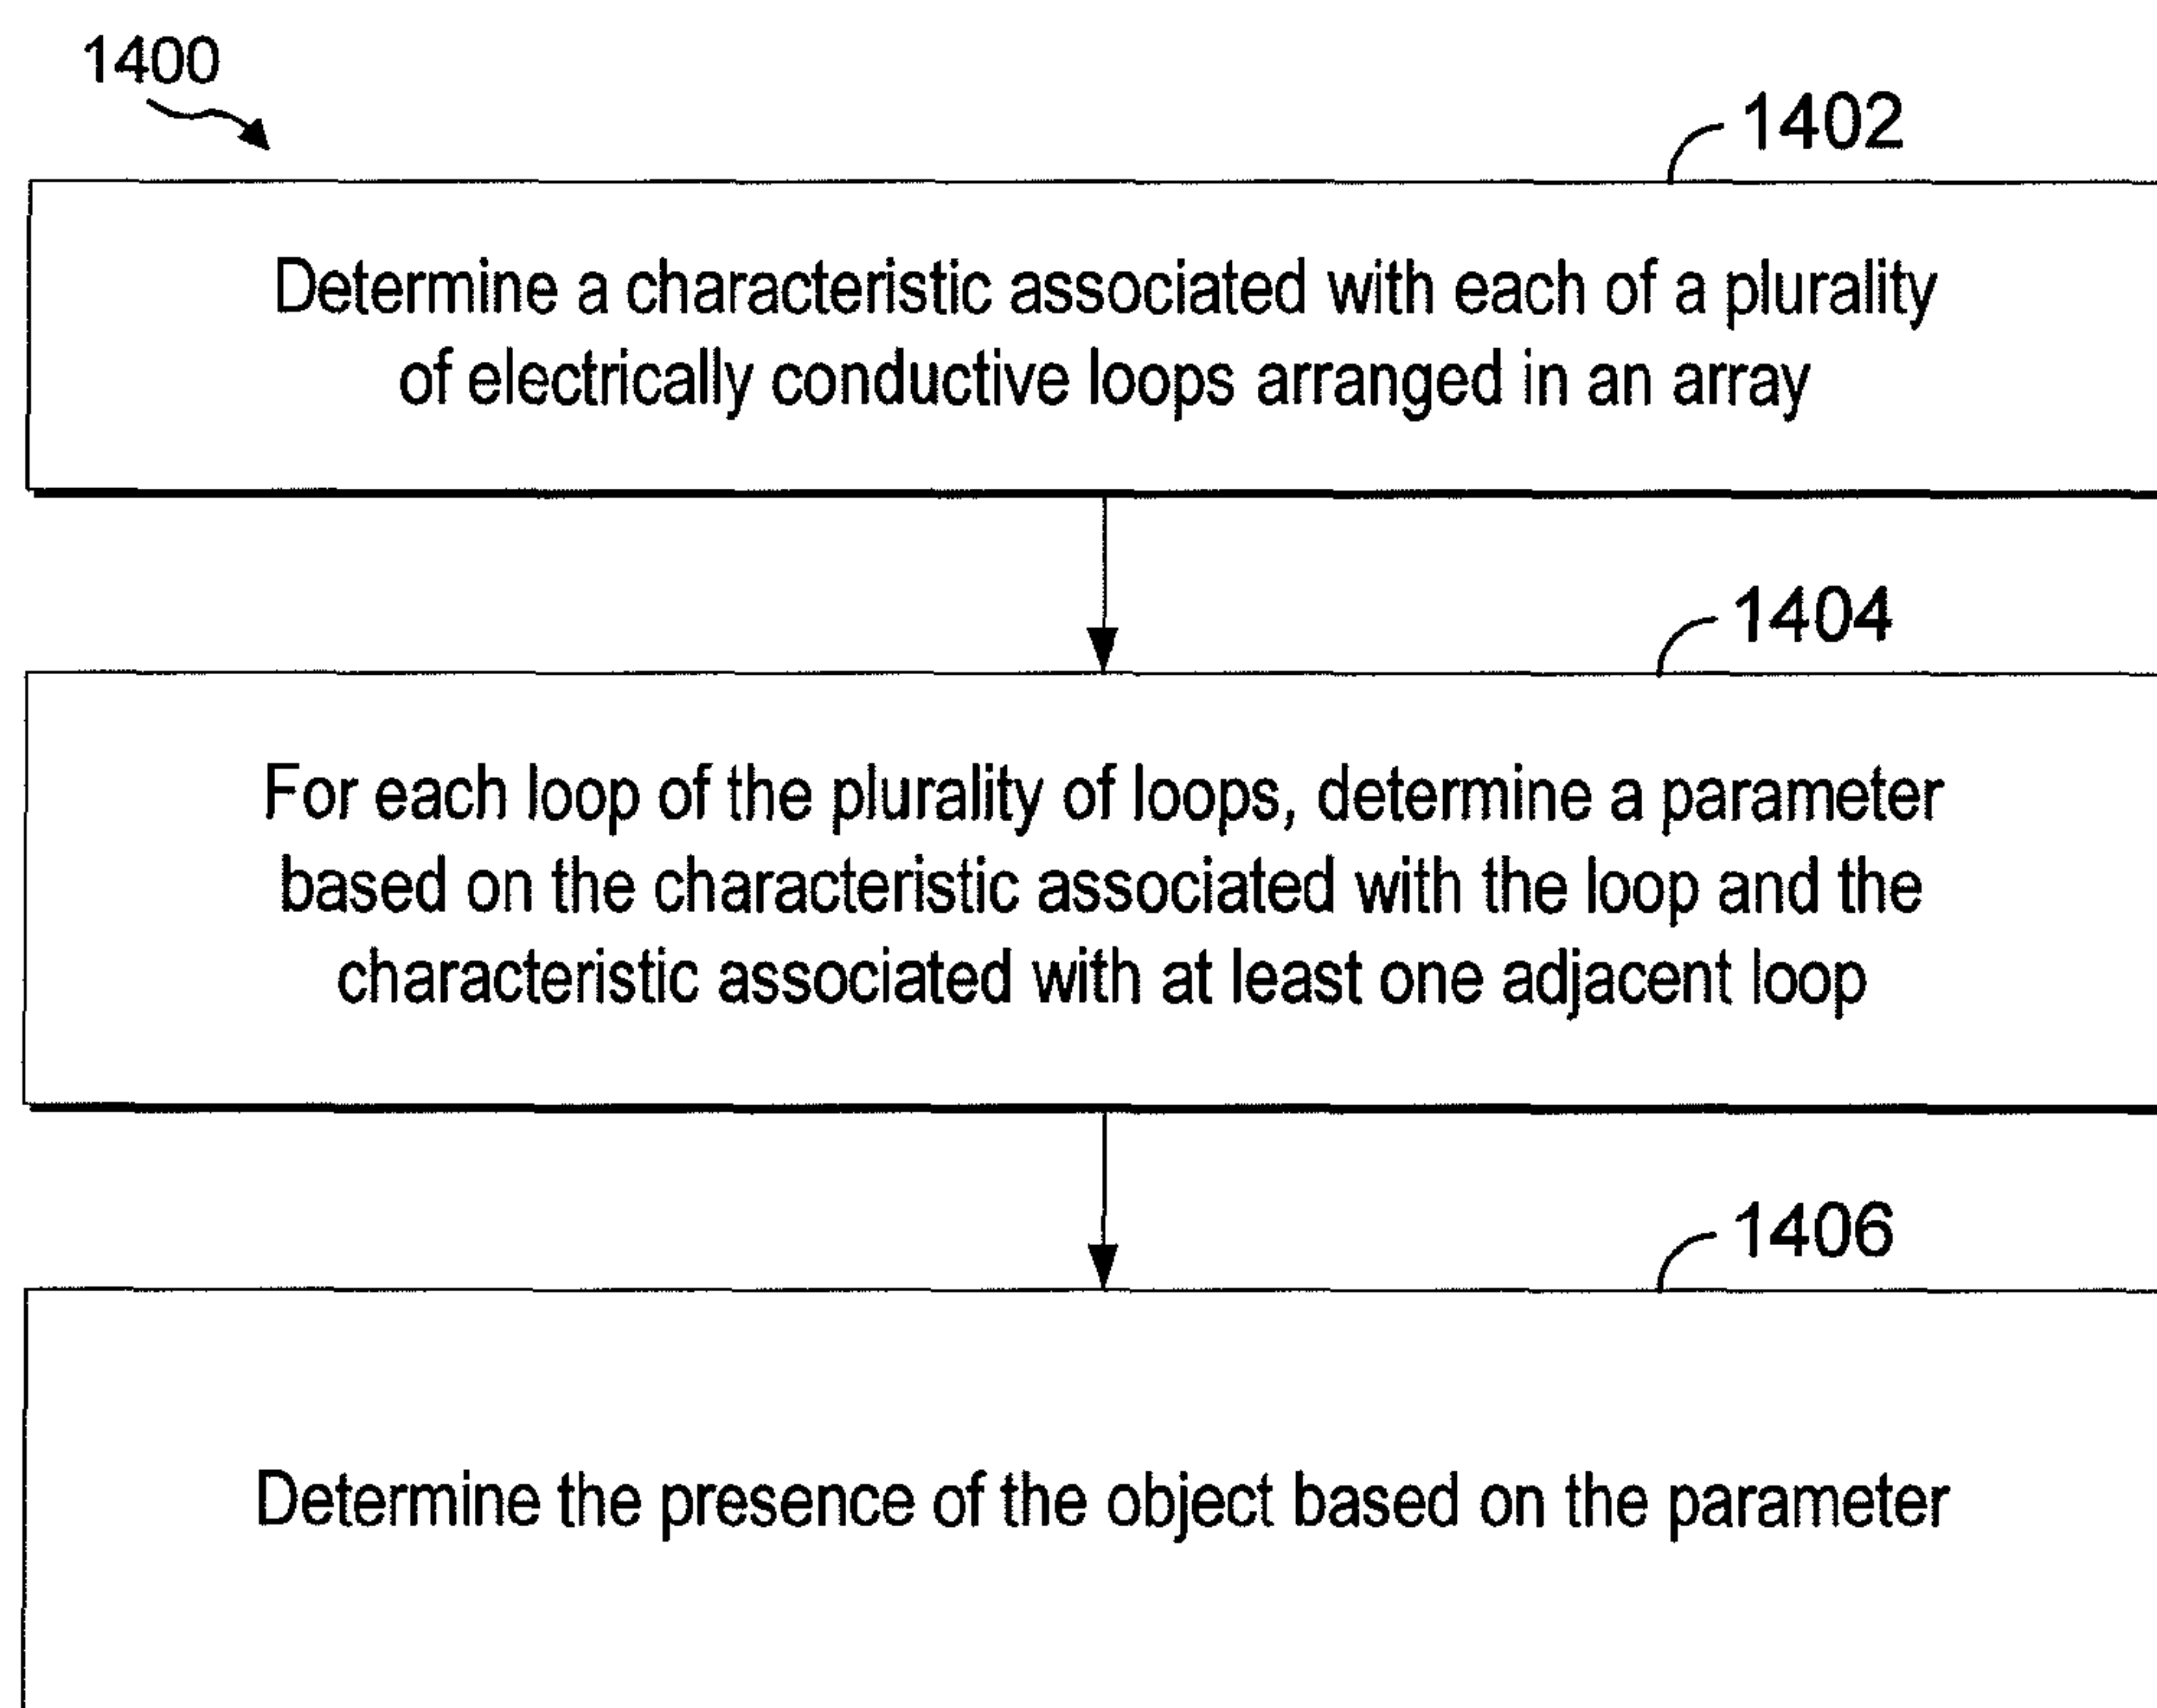 1400
1402
Determine a characteristic associated with each of a plurality
of electrically conductive loops arranged in an array
1404
For each loop of the plurality of loops, determine a parameter
based on the characteristic associated with the loop and the
characteristic associated with at least one adjacent loop
1406
Determine the presence of the object based on the parameter